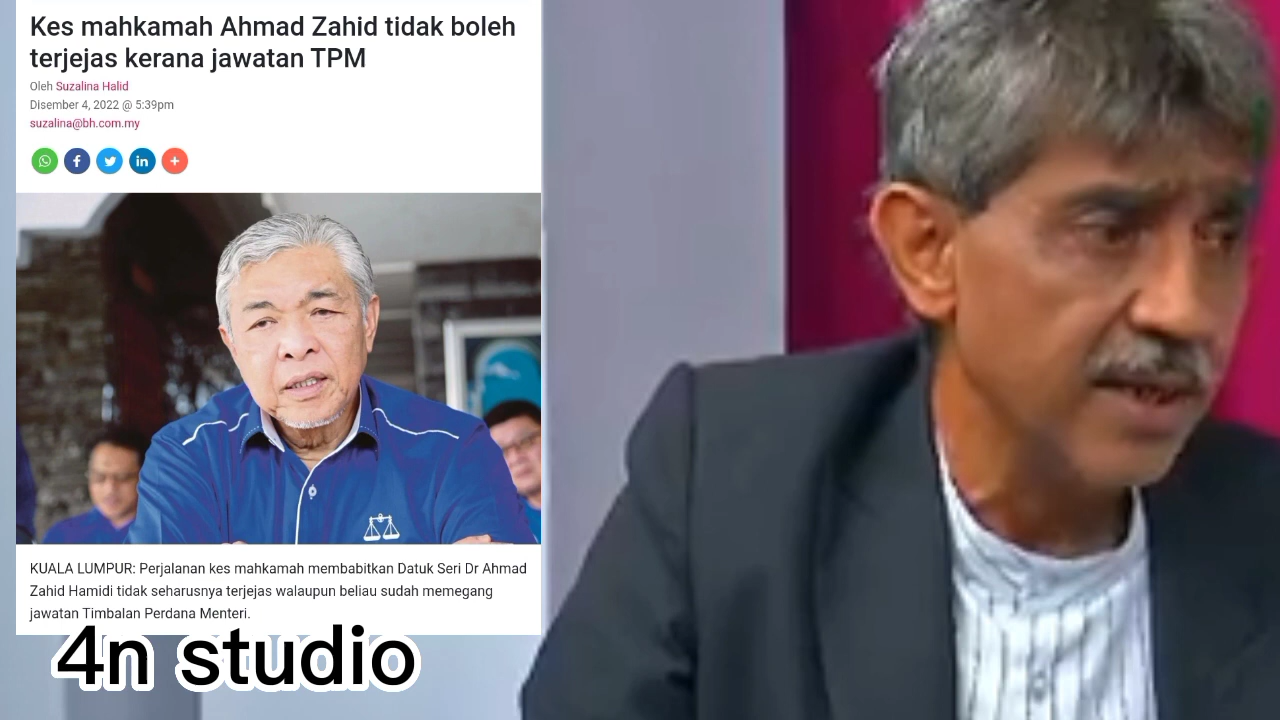 Kes mahkamah Ahmad Zahid tidak boleh
terjejas kerana jawatan TPM
Oleh Suzalina Halid
Disember 4, 2022 @ 5:39pm
suzalina@bh.com.my
KUALA LUMPUR: Perjalanan kes mahkamah membabitkan Datuk Seri Dr Ahmad
Zahid Hamidi tidak seharusnya terjejas walaupun beliau sudah memegang
jawatan Timbalan Perdana Menteri.
4n studio